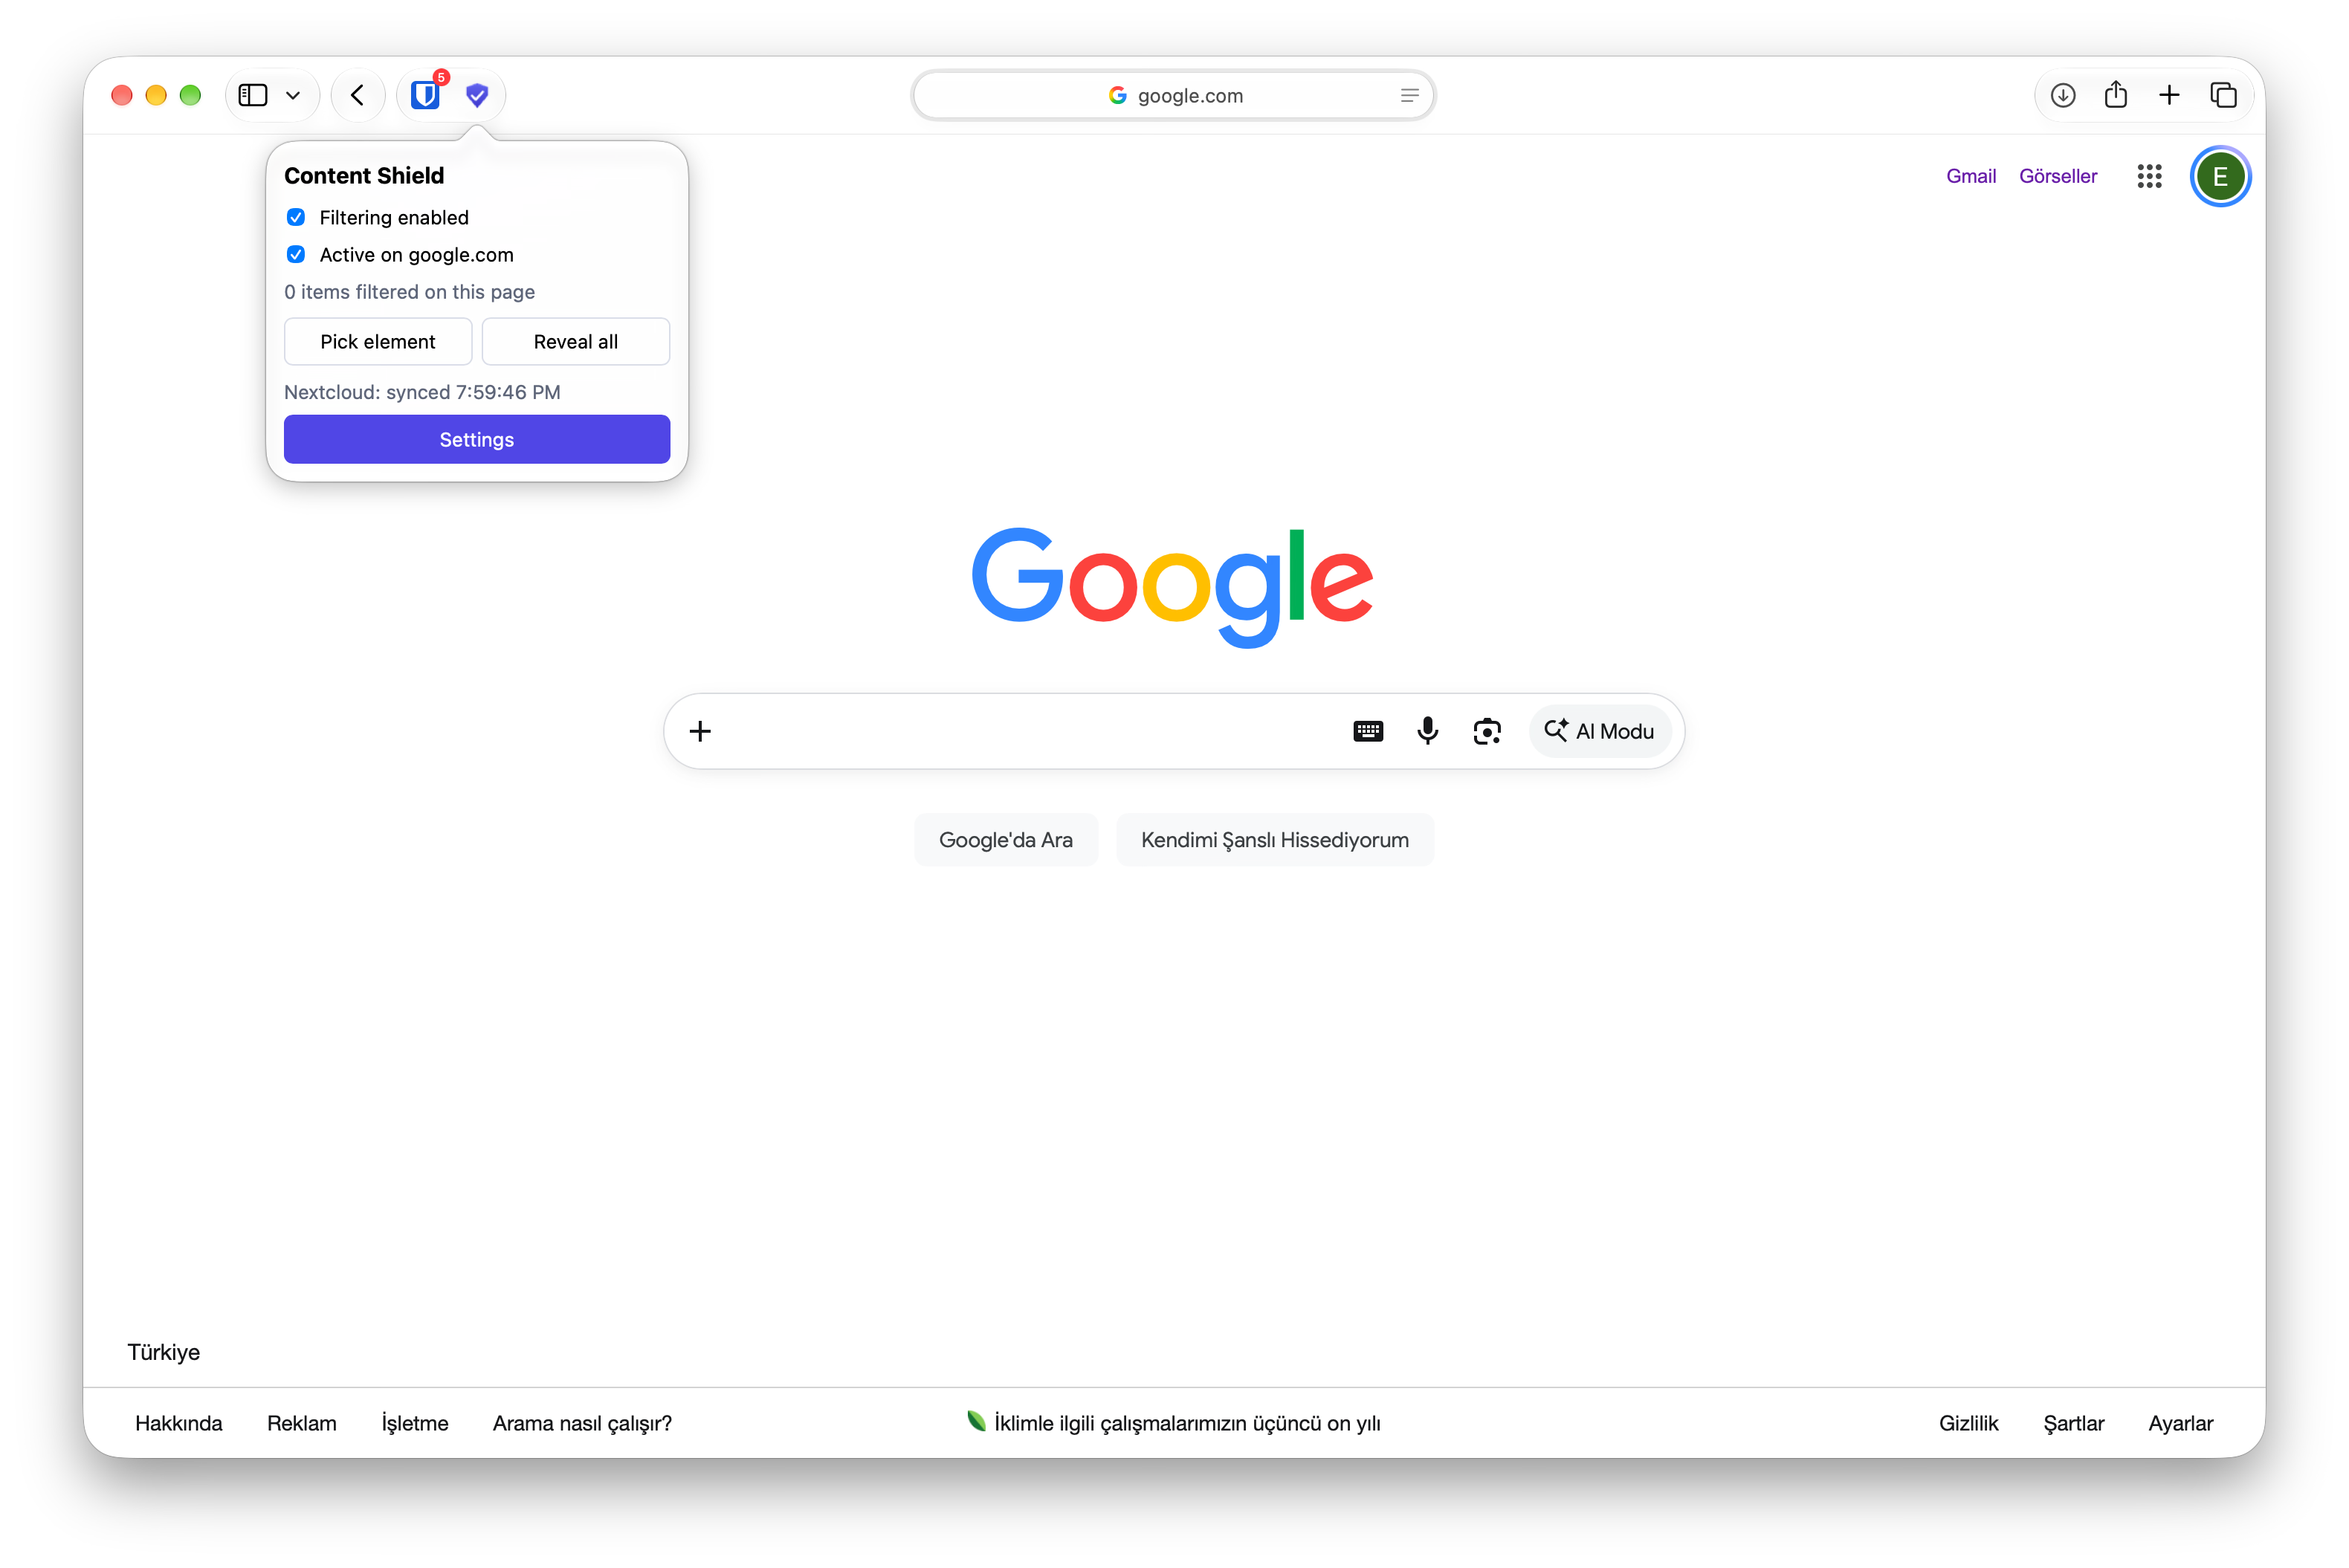 5
google.com
Content Shield
Filtering enabled
Active on google.com
0 items filtered on this page
Pick element
Reveal all
Nextcloud: synced 7:59:46 PM
Settings
Gmail
Görseller
E
Google
AI Modu
Google'da Ara
Kendimi Şanslı Hissediyorum
Türkiye
Hakkında
Reklam
İşletme
Arama nasıl çalışır?
İklimle ilgili çalışmalarımızın üçüncü on yılı
Gizlilik
Şartlar
Ayarlar